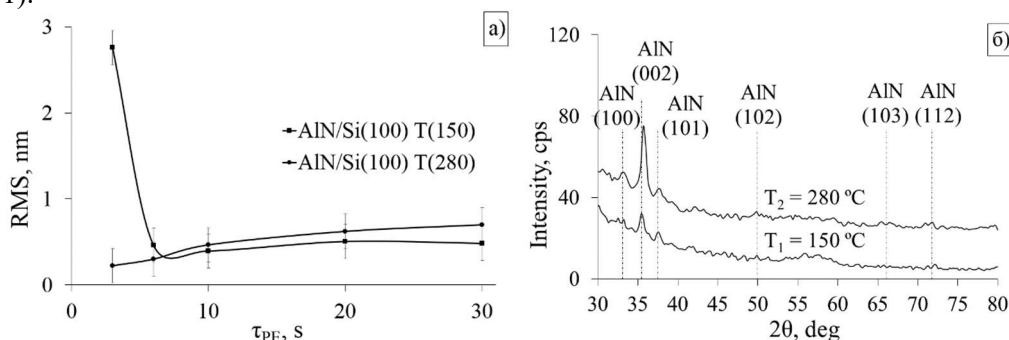 1).
3
a)
2
AlN/Si(100) T(150)
AlN/Si(100) T(280)
1
0
0 10 20 30
RMS, nm
τPE, s
120
б)
AlN
(002)
AlN
(100)
AlN
(101)
AlN
(102)
AlN
(103)
AlN
(112)
80
40
T2 = 280 ºC
T1 = 150 ºC
0
30 35 40 45 50 55 60 65 70 75 80
Intensity, cps
2θ, deg